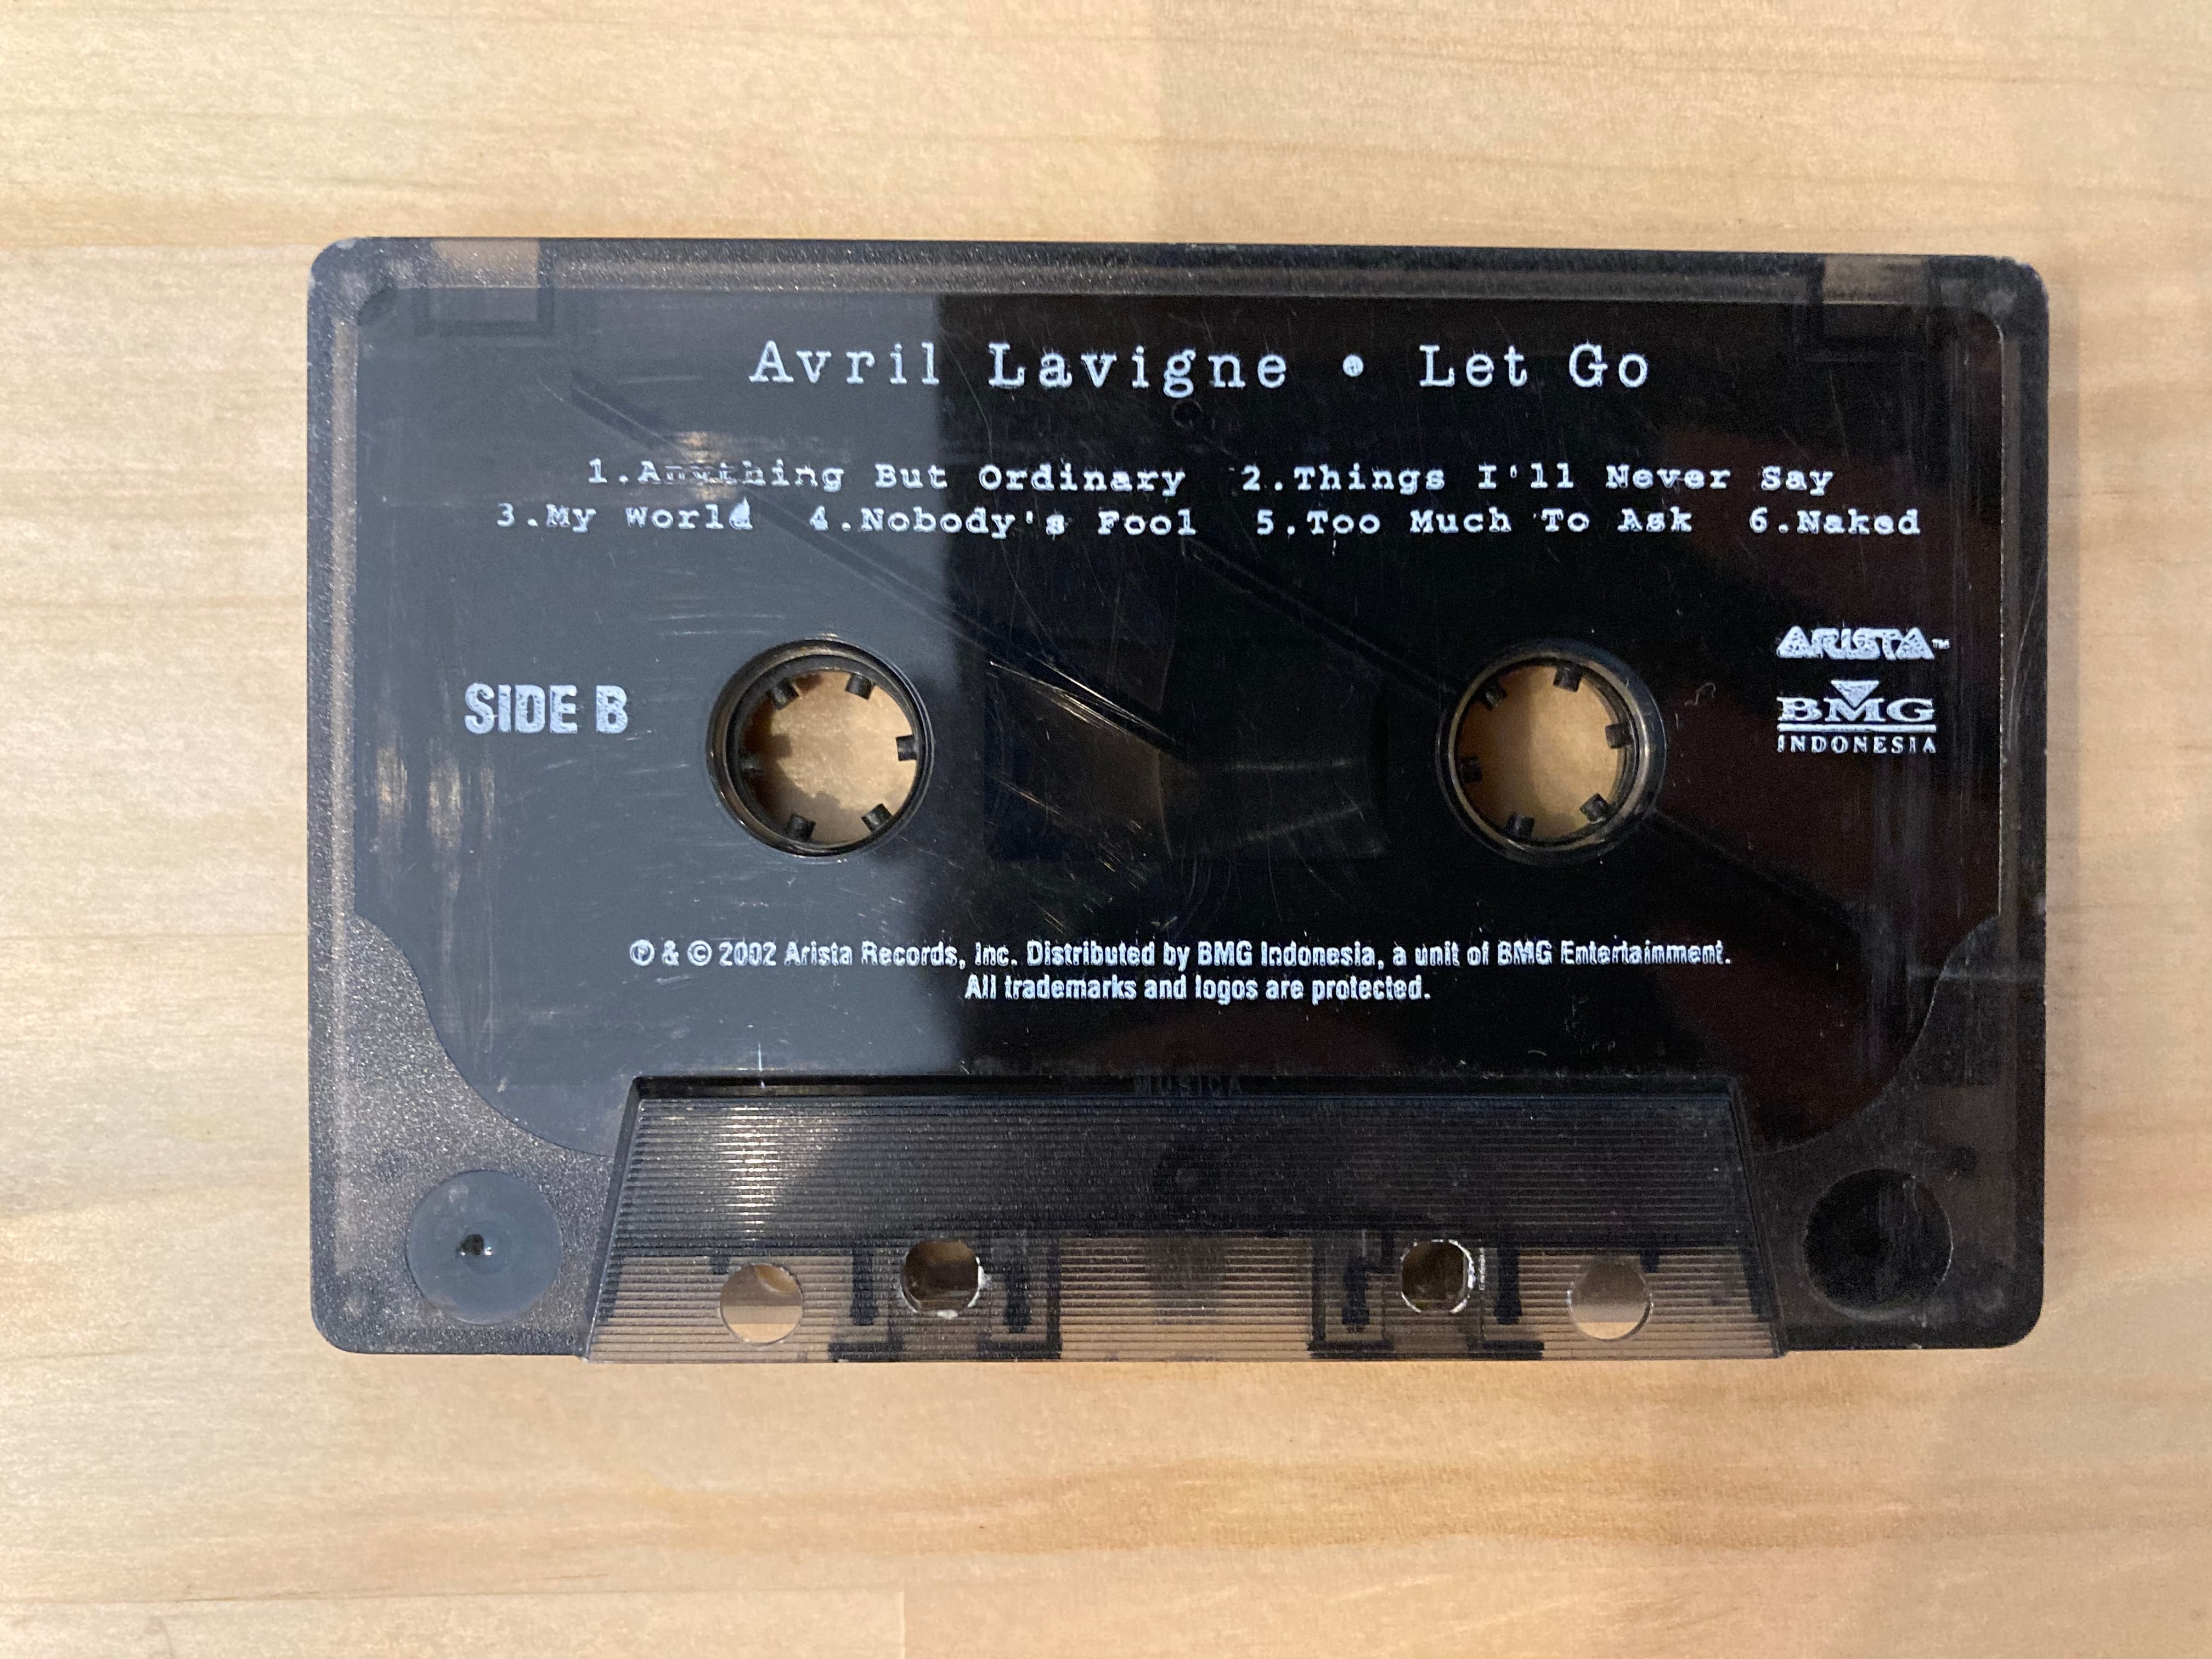 Avril Lavigne • Let Go
1.Anything But Ordinary 2.Things I'll Never Say
3.My World 4.Nobody's Fool 5.Too Much To Ask 6.Naked
SIDE B
ARISTA™
BMG
INDONESIA
℗ & © 2002 Arista Records, Inc. Distributed by BMG Indonesia, a unit of BMG Entertainment.
All trademarks and logos are protected.
MUSICA